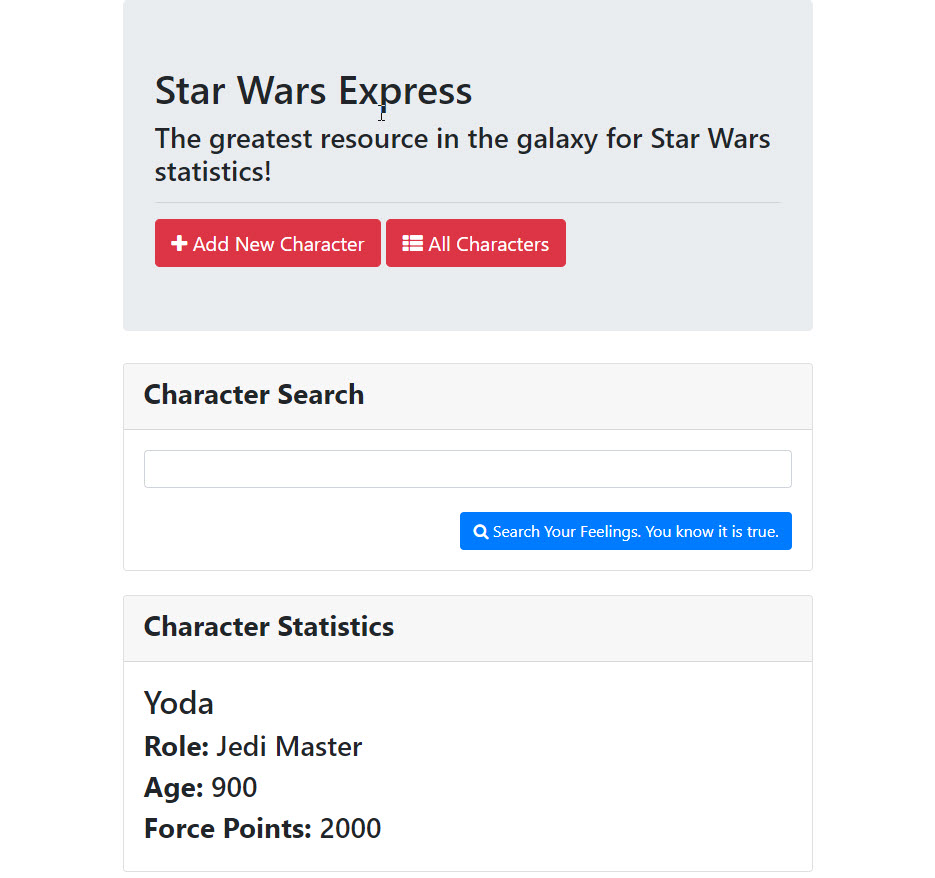 Star Wars Express
The greatest resource in the galaxy for Star Wars
statistics!
Add New Character
All Characters
Character Search
Search Your Feelings. You know it is true.
Character Statistics
Yoda
Role: Jedi Master
Age: 900
Force Points: 2000